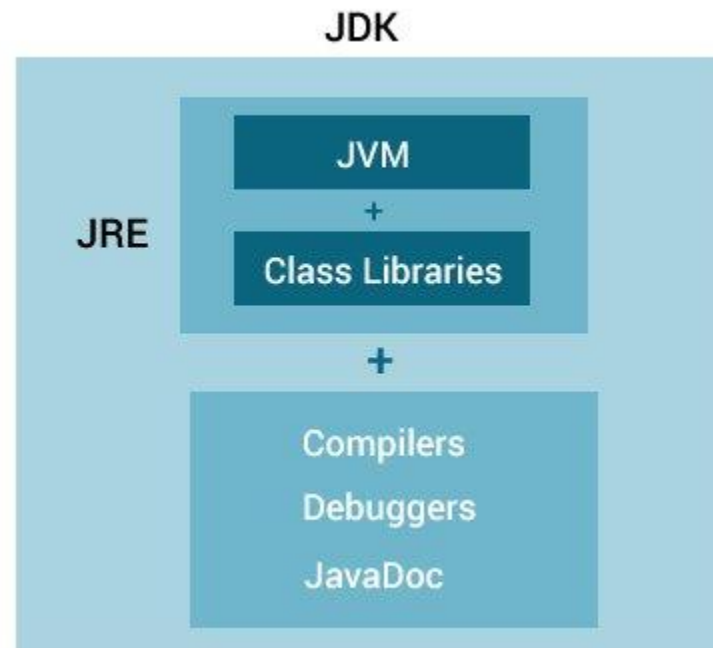 JDK
JVM
+
JRE
Class Libraries
+
Compilers
Debuggers
JavaDoc